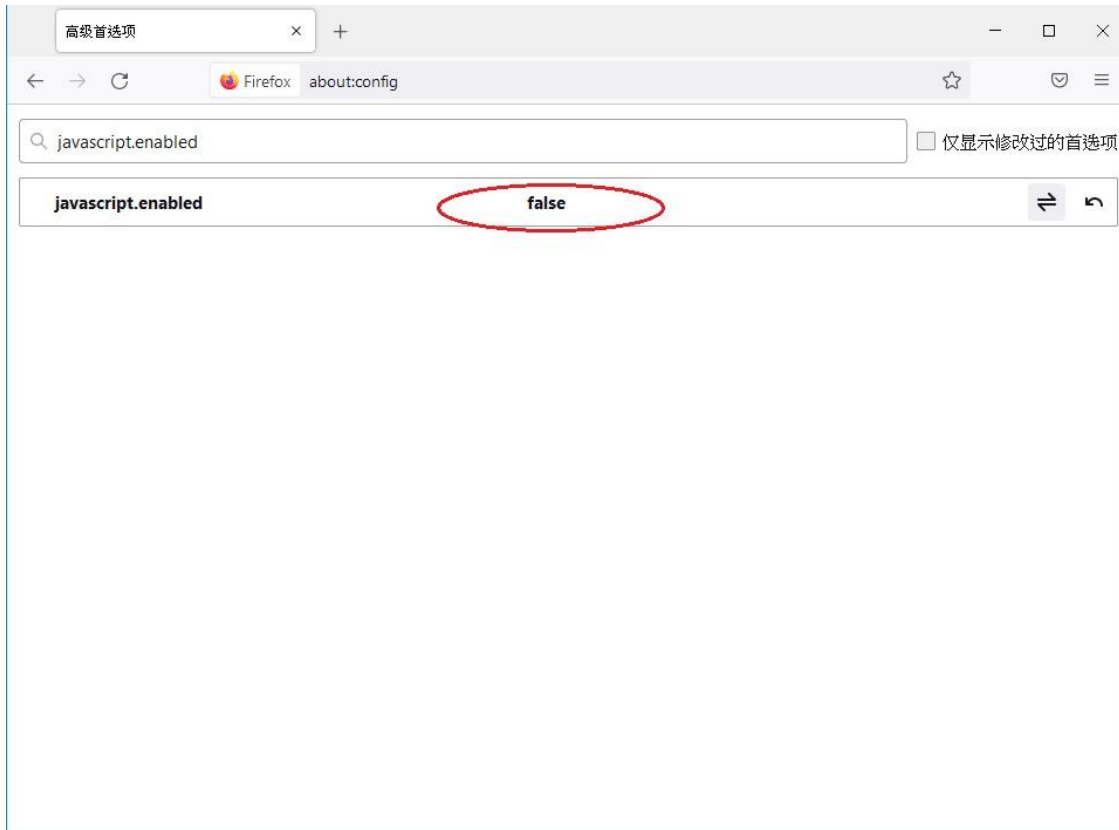 高级首选项
Firefox about:config
javascript.enabled
仅显示修改过的首选项
javascript.enabled false